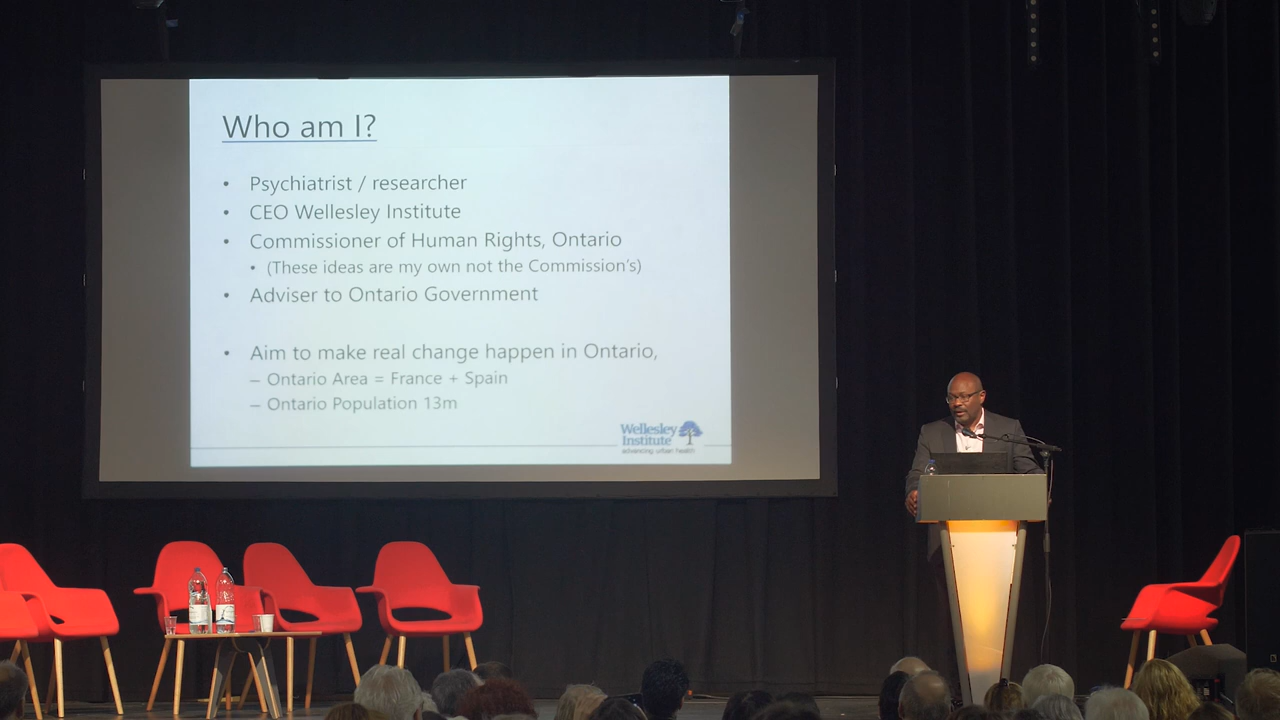 Who am I?
• Psychiatrist / researcher
• CEO Wellesley Institute
• Commissioner of Human Rights, Ontario
• (These ideas are my own not the Commission's)
• Adviser to Ontario Government
• Aim to make real change happen in Ontario,
– Ontario Area = France + Spain
– Ontario Population 13m
Wellesley
Institute
advancing urban health